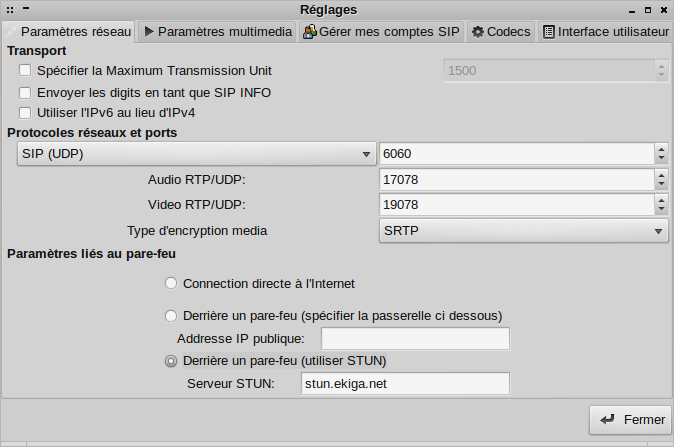 Réglages
Paramètres réseau
Paramètres multimedia
Gérer mes comptes SIP
Codecs
Interface utilisateur
Transport
Spécifier la Maximum Transmission Unit
1500
Envoyer les digits en tant que SIP INFO
Utiliser l'IPv6 au lieu d'IPv4
Protocoles réseaux et ports
SIP (UDP)
6060
Audio RTP/UDP:
17078
Video RTP/UDP:
19078
Type d'encryption media
SRTP
Paramètres liés au pare-feu
Connection directe à l'Internet
Derrière un pare-feu (spécifier la passerelle ci dessous)
Addresse IP publique:
Derrière un pare-feu (utiliser STUN)
Serveur STUN:
stun.ekiga.net
Fermer